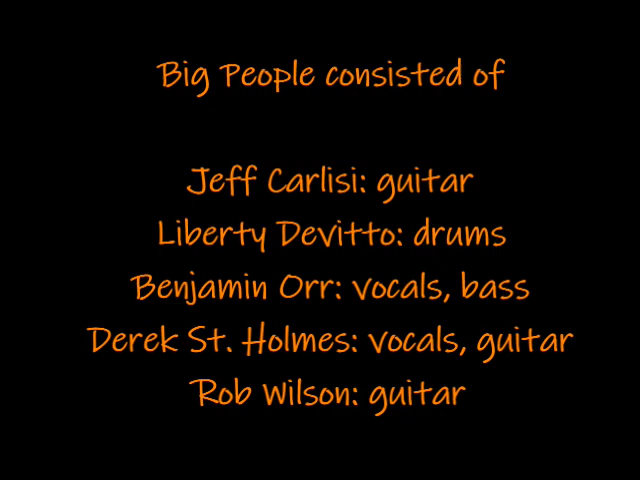 Big People consisted of
Jeff Carlisi: guitar
Liberty Devitto: drums
Benjamin Orr: vocals, bass
Derek St. Holmes: vocals, guitar
Rob Wilson: guitar